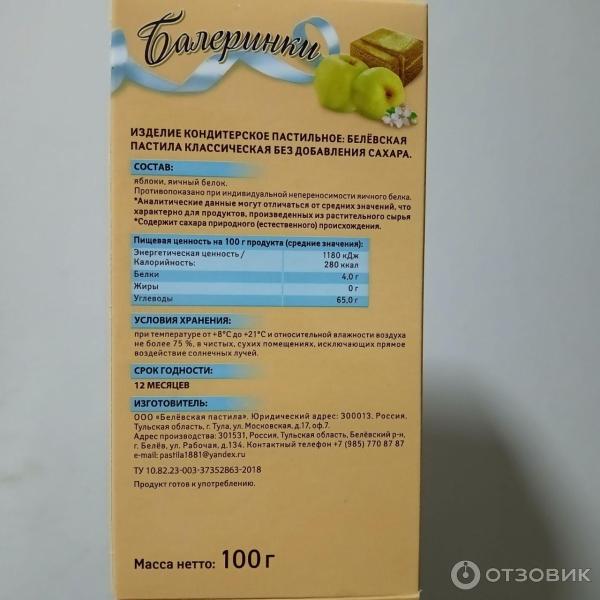 Балеринки
ИЗДЕЛИЕ КОНДИТЕРСКОЕ ПАСТИЛЬНОЕ: БЕЛЁВСКАЯ
ПАСТИЛА КЛАССИЧЕСКАЯ БЕЗ ДОБАВЛЕНИЯ САХАРА.
СОСТАВ:
яблоки, яичный белок.
Противопоказано при индивидуальной непереносимости яичного белка.
*Аналитические данные могут отличаться от средних значений, что
характерно для продуктов, произведенных из растительного сырья
*Содержит сахара природного (естественного) происхождения.
Пищевая ценность на 100 г продукта (средние значения):
Энергетическая ценность / 1180 кДж
Калорийность: 280 ккал
Белки 4,0 г
Жиры 0 г
Углеводы 65,0 г
УСЛОВИЯ ХРАНЕНИЯ:
при температуре от +8°С до +21°С и относительной влажности воздуха
не более 75 %, в чистых, сухих помещениях, исключающих прямое
воздействие солнечных лучей.
СРОК ГОДНОСТИ:
12 МЕСЯЦЕВ
ИЗГОТОВИТЕЛЬ:
ООО «Белёвская пастила». Юридический адрес: 300013. Россия.
Тульская область, г. Тула, ул. Московская, д.17, оф.7.
Адрес производства: 301531, Россия, Тульская область, Белёвский р-н,
г. Белёв, ул. Рабочая, д.134. Контактный телефон +7 (985) 770 87 87
e-mail: pastila1881@yandex.ru
ТУ 10.82.23-003-37352863-2018
Продукт готов к употреблению.
Масса нетто: 100 г
ОТЗОВИК